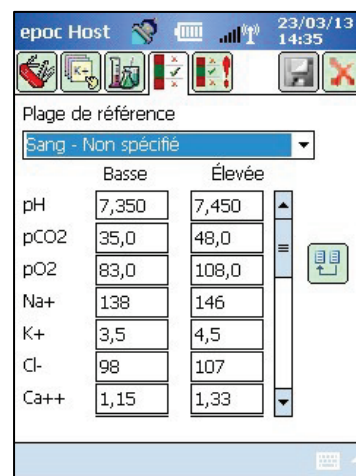 epoc Host 23/03/13
14:35
K+
Plage de référence
Sang - Non spécifié
Basse Élevée
pH 7,350 7,450
pCO2 35,0 48,0
pO2 83,0 108,0
Na+ 138 146
K+ 3,5 4,5
Cl- 98 107
Ca++ 1,15 1,33